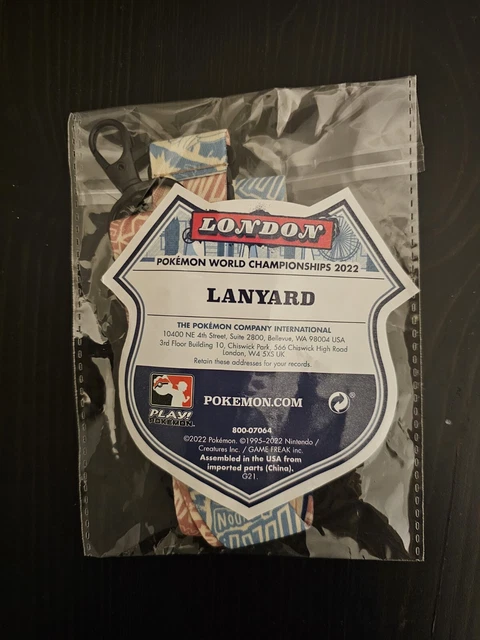 LONDON
POKÉMON WORLD CHAMPIONSHIPS 2022
LANYARD
THE POKÉMON COMPANY INTERNATIONAL
10400 NE 4th Street, Suite 2800, Bellevue, WA 98004 USA
3rd Floor Building 10, Chiswick Park, 566 Chiswick High Road
London, W4 5XS UK
Retain these addresses for your records.
PLAY!
POKÉMON
POKEMON.COM
800-07064
©2022 Pokémon. ©1995–2022 Nintendo /
Creatures Inc. / GAME FREAK inc.
Assembled in the USA from
imported parts (China).
G21.